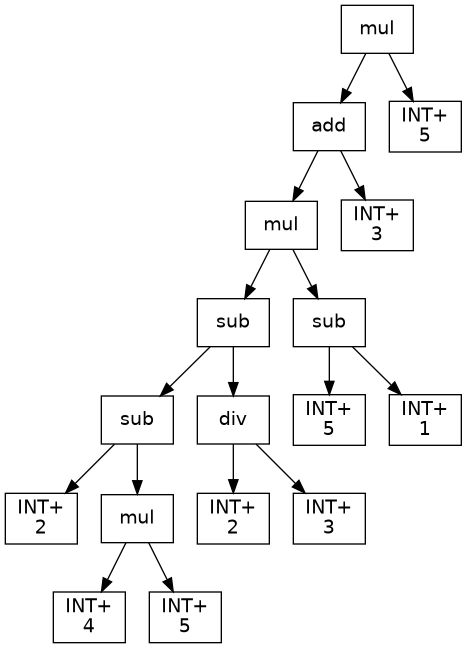 mul
add
INT+
5
mul
INT+
3
sub
sub
sub
div
INT+
5
INT+
1
INT+
2
mul
INT+
2
INT+
3
INT+
4
INT+
5